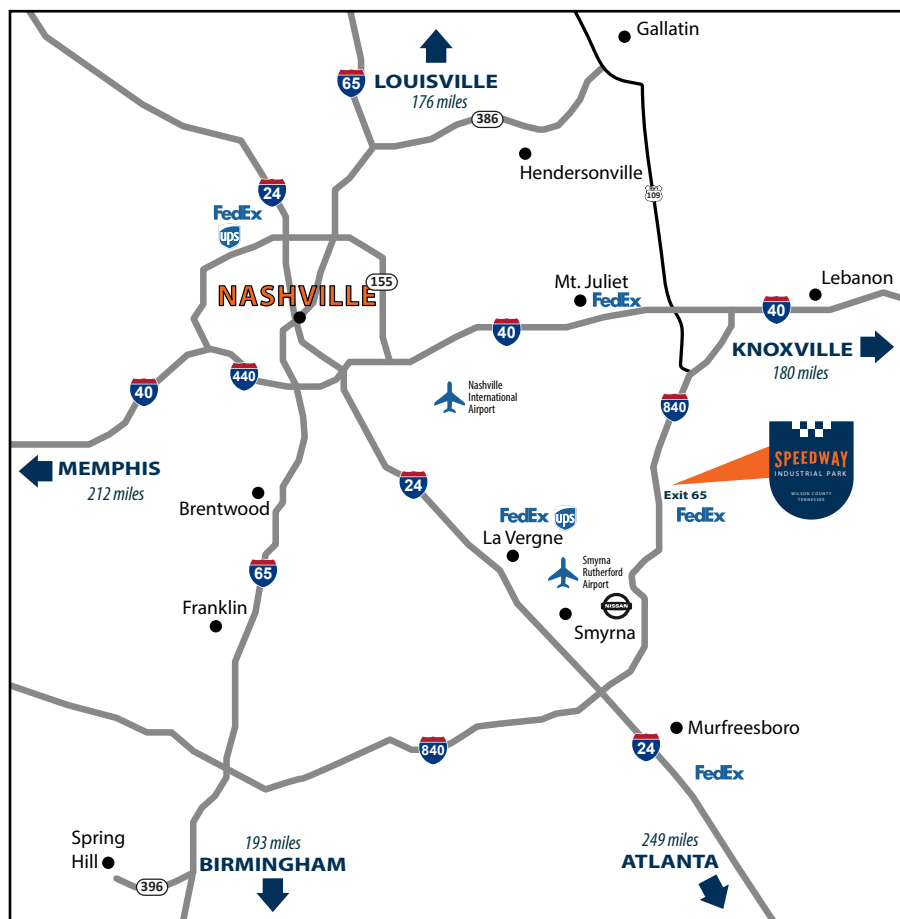 Gallatin
65
LOUISVILLE
176 miles
386
Hendersonville
24
109
FedEx
ups
155
NASHVILLE
Mt. Juliet
FedEx
Lebanon
40
40
KNOXVILLE
180 miles
440
40
Nashville
International
Airport
840
SPEEDWAY
INDUSTRIAL PARK
WILSON COUNTY
TENNESSEE
MEMPHIS
212 miles
24
Exit 65
FedEx
Brentwood
FedEx
ups
La Vergne
65
Smyrna
Rutherford
Airport
Franklin
NISSAN
Smyrna
Murfreesboro
840
24
FedEx
Spring
Hill
193 miles
BIRMINGHAM
249 miles
ATLANTA
396